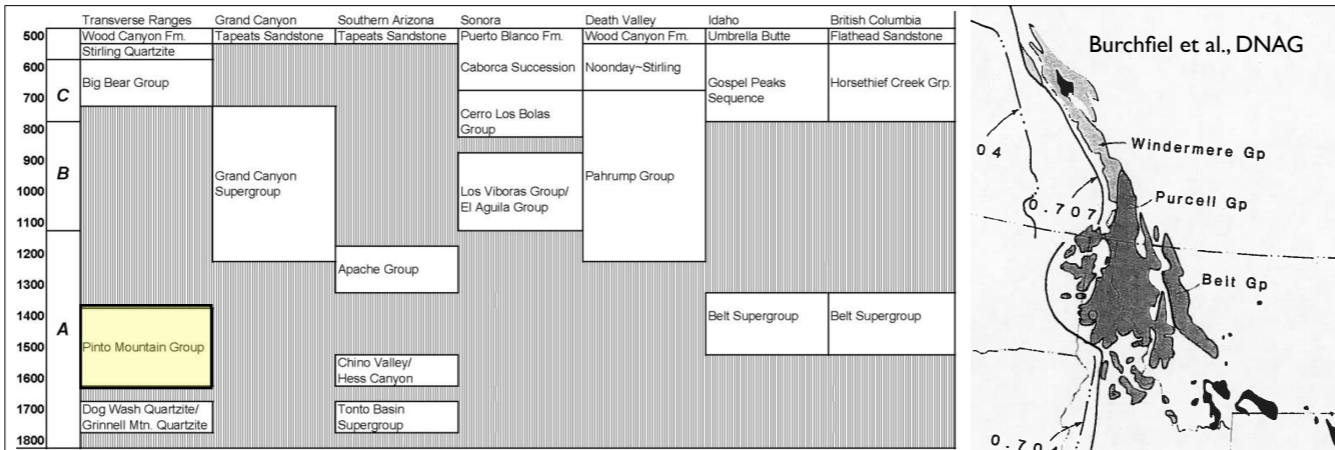 Transverse Ranges
Grand Canyon
Southern Arizona
Sonora
Death Valley
Idaho
British Columbia
500
Wood Canyon Fm.
Tapeats Sandstone
Tapeats Sandstone
Puerto Blanco Fm.
Wood Canyon Fm.
Umbrella Butte
Flathead Sandstone
Stirling Quartzite
600
C
Big Bear Group
Caborca Succession
Noonday~Stirling
Gospel Peaks
Sequence
Horsethief Creek Grp.
700
Cerro Los Bolas
Group
800
900
B
Grand Canyon
Supergroup
Los Viboras Group/
El Aguila Group
Pahrump Group
1000
1100
1200
Apache Group
1300
1400
A
Pinto Mountain Group
Belt Supergroup
Belt Supergroup
1500
Chino Valley/
Hess Canyon
1600
1700
Dog Wash Quartzite/
Grinnell Mtn. Quartzite
Tonto Basin
Supergroup
1800
Burchfiel et al., DNAG
04
Windermere Gp
0.707
Purcell Gp
Belt Gp
0.70